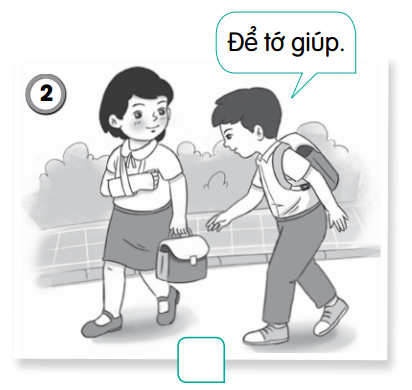 Để tớ giúp.
2